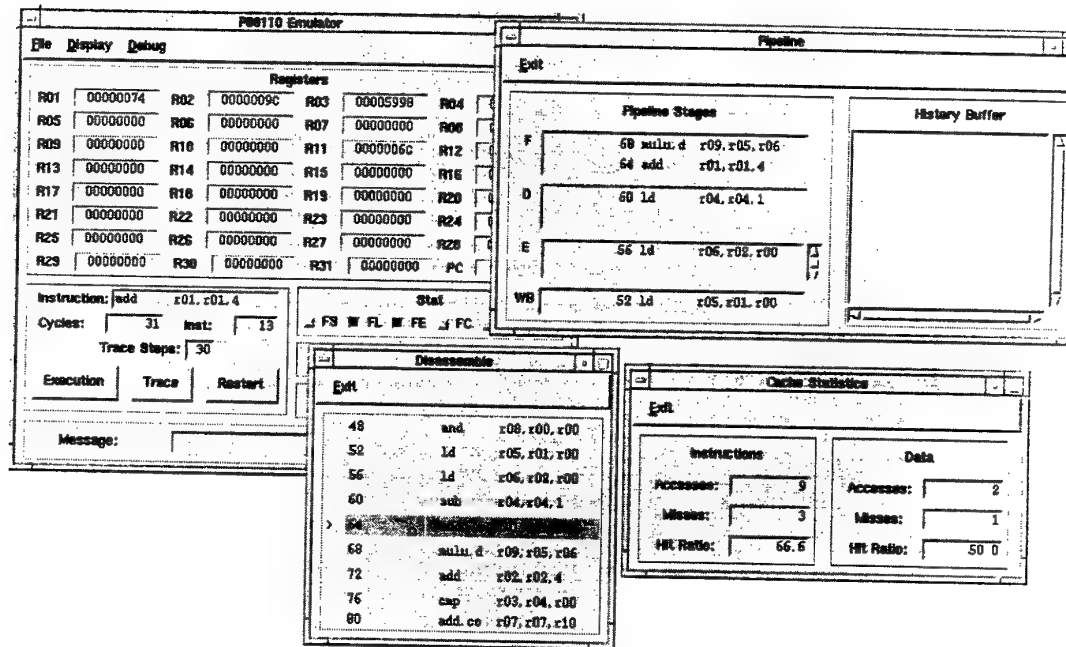 P88110 Emulator
File Display Debug
Registers
R01 00000074 R02 0000009C R03 00005998 R04
R05 00000000 R06 00000000 R07 00000000 R08
R09 00000000 R10 00000000 R11 0000006C R12
R13 00000000 R14 00000000 R15 00000000 R16
R17 00000000 R18 00000000 R19 00000000 R20
R21 00000000 R22 00000000 R23 00000000 R24
R25 00000000 R26 00000000 R27 00000000 R28
R29 00000000 R30 00000000 R31 00000000 PC
Instruction: add r01,r01,4
Cycles: 31 Inst: 13
Trace Steps: 30
Execution Trace Restart
Stat
FS FL FE FC
Message:
Pipeline
Exit
Pipeline Stages
F 68 mulu.d r09,r05,r06
64 add r01,r01,4
D 60 ld r04,r04,1
E 56 ld r06,r02,r00
WB 52 ld r05,r01,r00
History Buffer
Disassemble
Exit
48 and r08,r00,r00
52 ld r05,r01,r00
56 ld r06,r02,r00
60 sub r04,r04,1
> 64
68 mulu.d r09,r05,r06
72 add r02,r02,4
76 cmp r03,r04,r00
80 add.co r07,r07,r10
Cache Statistics
Exit
Instructions
Accesses: 9
Misses: 3
Hit Ratio: 66.6
Data
Accesses: 2
Misses: 1
Hit Ratio: 50 0